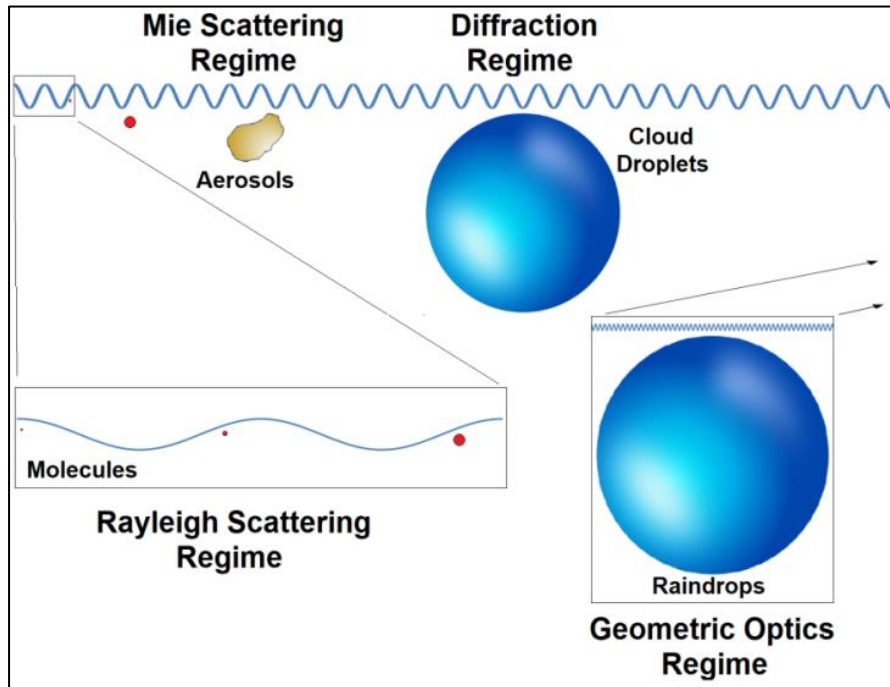 Mie Scattering
Regime
Diffraction
Regime
Aerosols
Cloud
Droplets
Molecules
Rayleigh Scattering
Regime
Raindrops
Geometric Optics
Regime